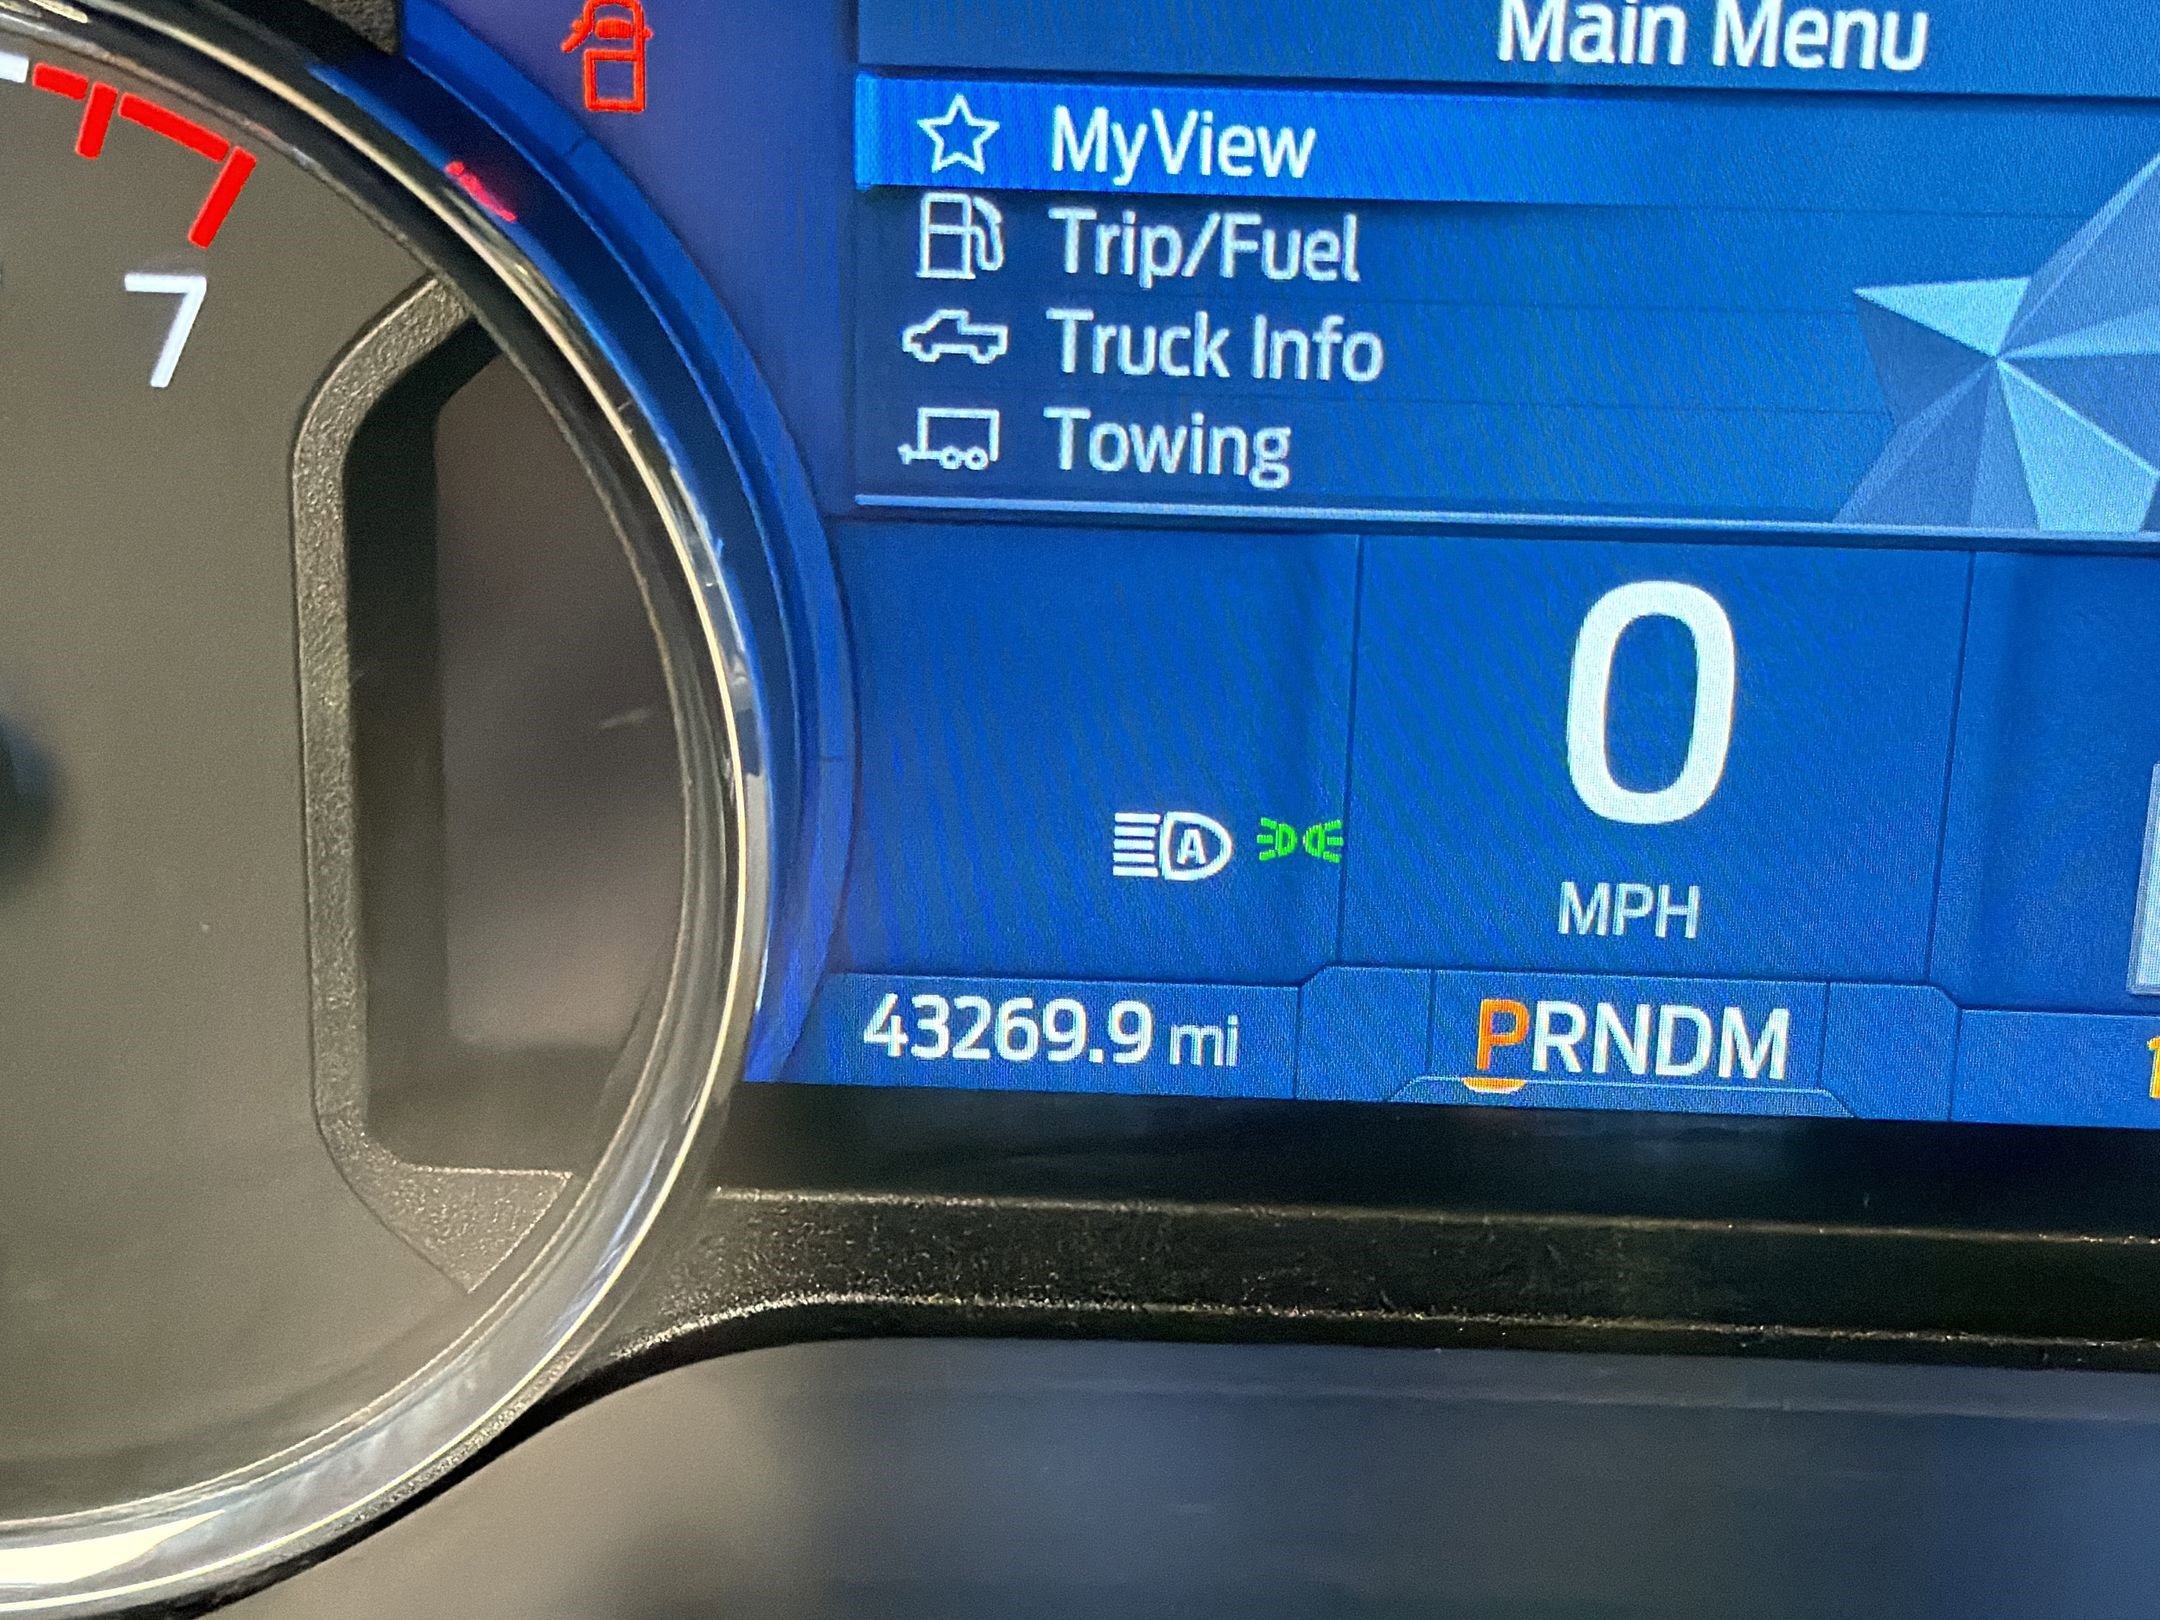 Main Menu
MyView
Trip/Fuel
Truck Info
Towing
7
0
A
MPH
43269.9 mi
PRNDM